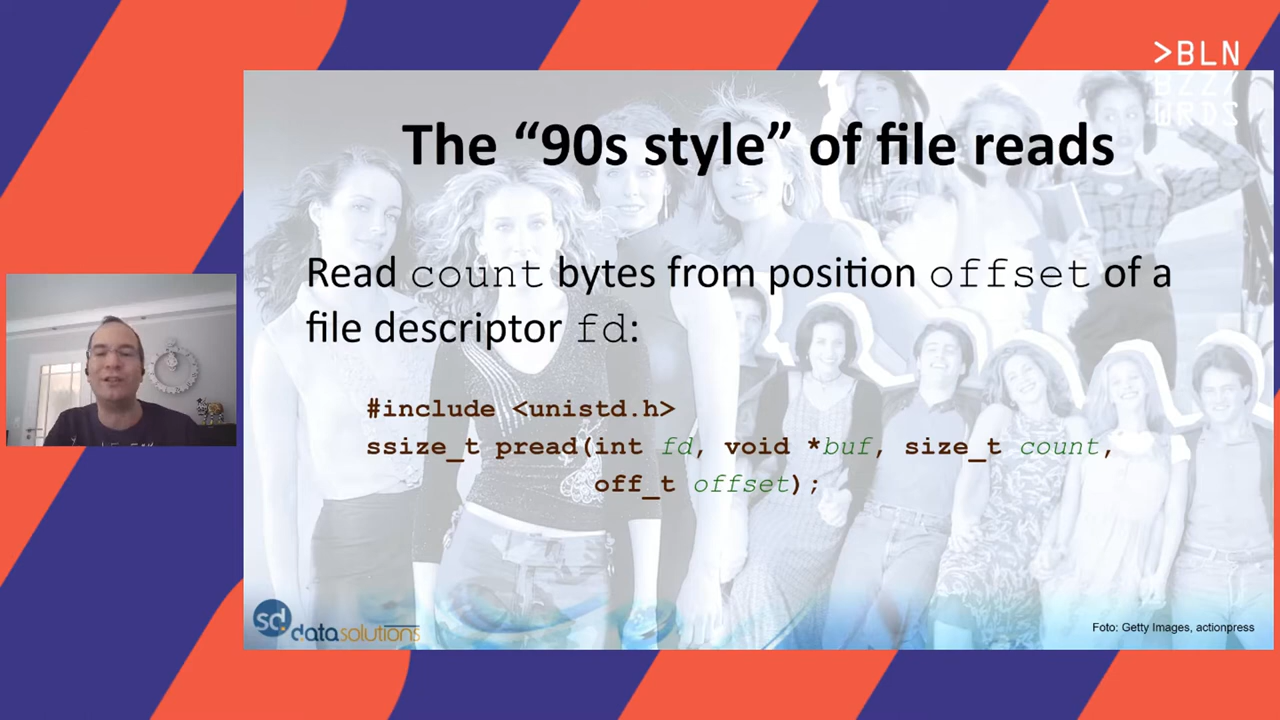 >BLN
BZZ/
WRDS
The “90s style” of file reads
Read count bytes from position offset of a
file descriptor fd:
#include <unistd.h>
ssize_t pread(int fd, void *buf, size_t count,
off_t offset);
sd.
datasolutions
Foto: Getty Images, actionpress